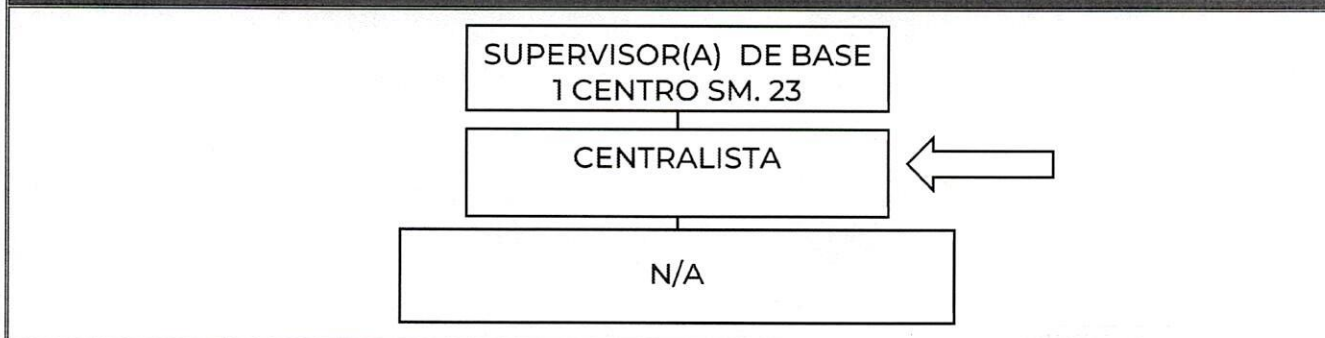 SUPERVISOR(A) DE BASE
1 CENTRO SM. 23
CENTRALISTA
N/A